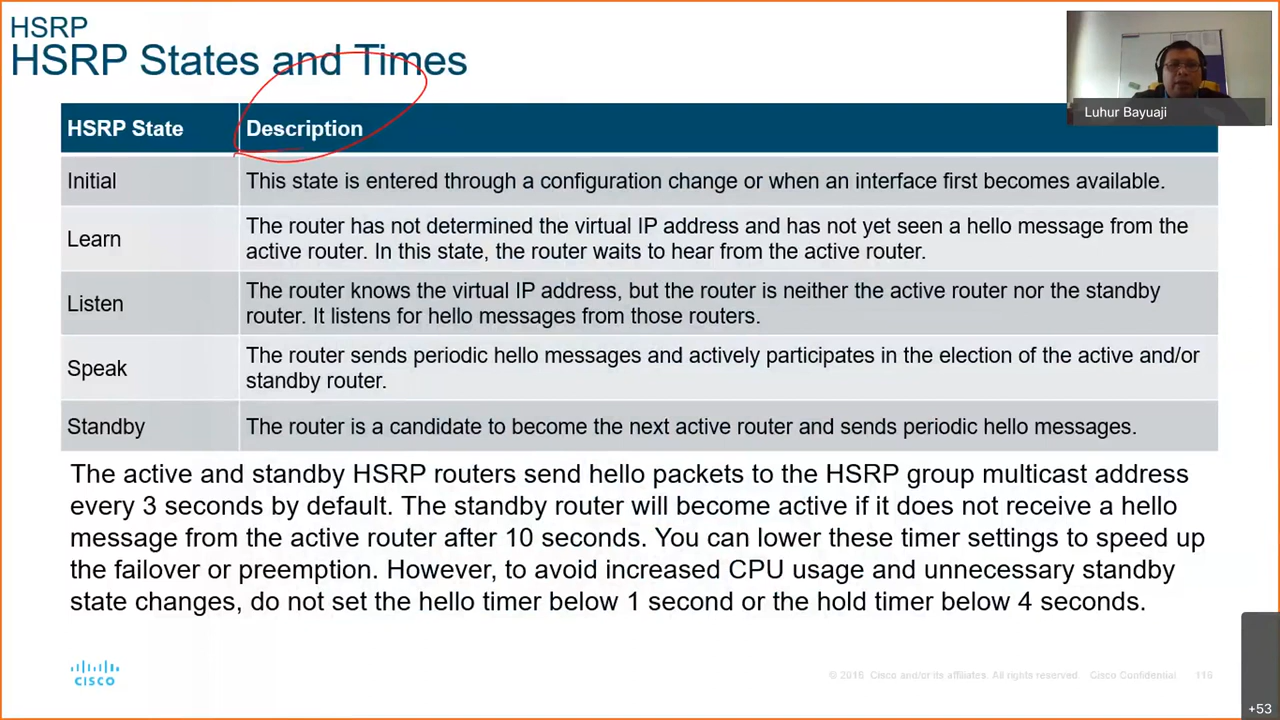 HSRP
HSRP States and Times
Luhur Bayuaji
HSRP State
Description
Initial
This state is entered through a configuration change or when an interface first becomes available.
Learn
The router has not determined the virtual IP address and has not yet seen a hello message from the
active router. In this state, the router waits to hear from the active router.
Listen
The router knows the virtual IP address, but the router is neither the active router nor the standby
router. It listens for hello messages from those routers.
Speak
The router sends periodic hello messages and actively participates in the election of the active and/or
standby router.
Standby
The router is a candidate to become the next active router and sends periodic hello messages.
The active and standby HSRP routers send hello packets to the HSRP group multicast address
every 3 seconds by default. The standby router will become active if it does not receive a hello
message from the active router after 10 seconds. You can lower these timer settings to speed up
the failover or preemption. However, to avoid increased CPU usage and unnecessary standby
state changes, do not set the hello timer below 1 second or the hold timer below 4 seconds.
CISCO
© 2016 Cisco and/or its affiliates. All rights reserved. Cisco Confidential 116
+53